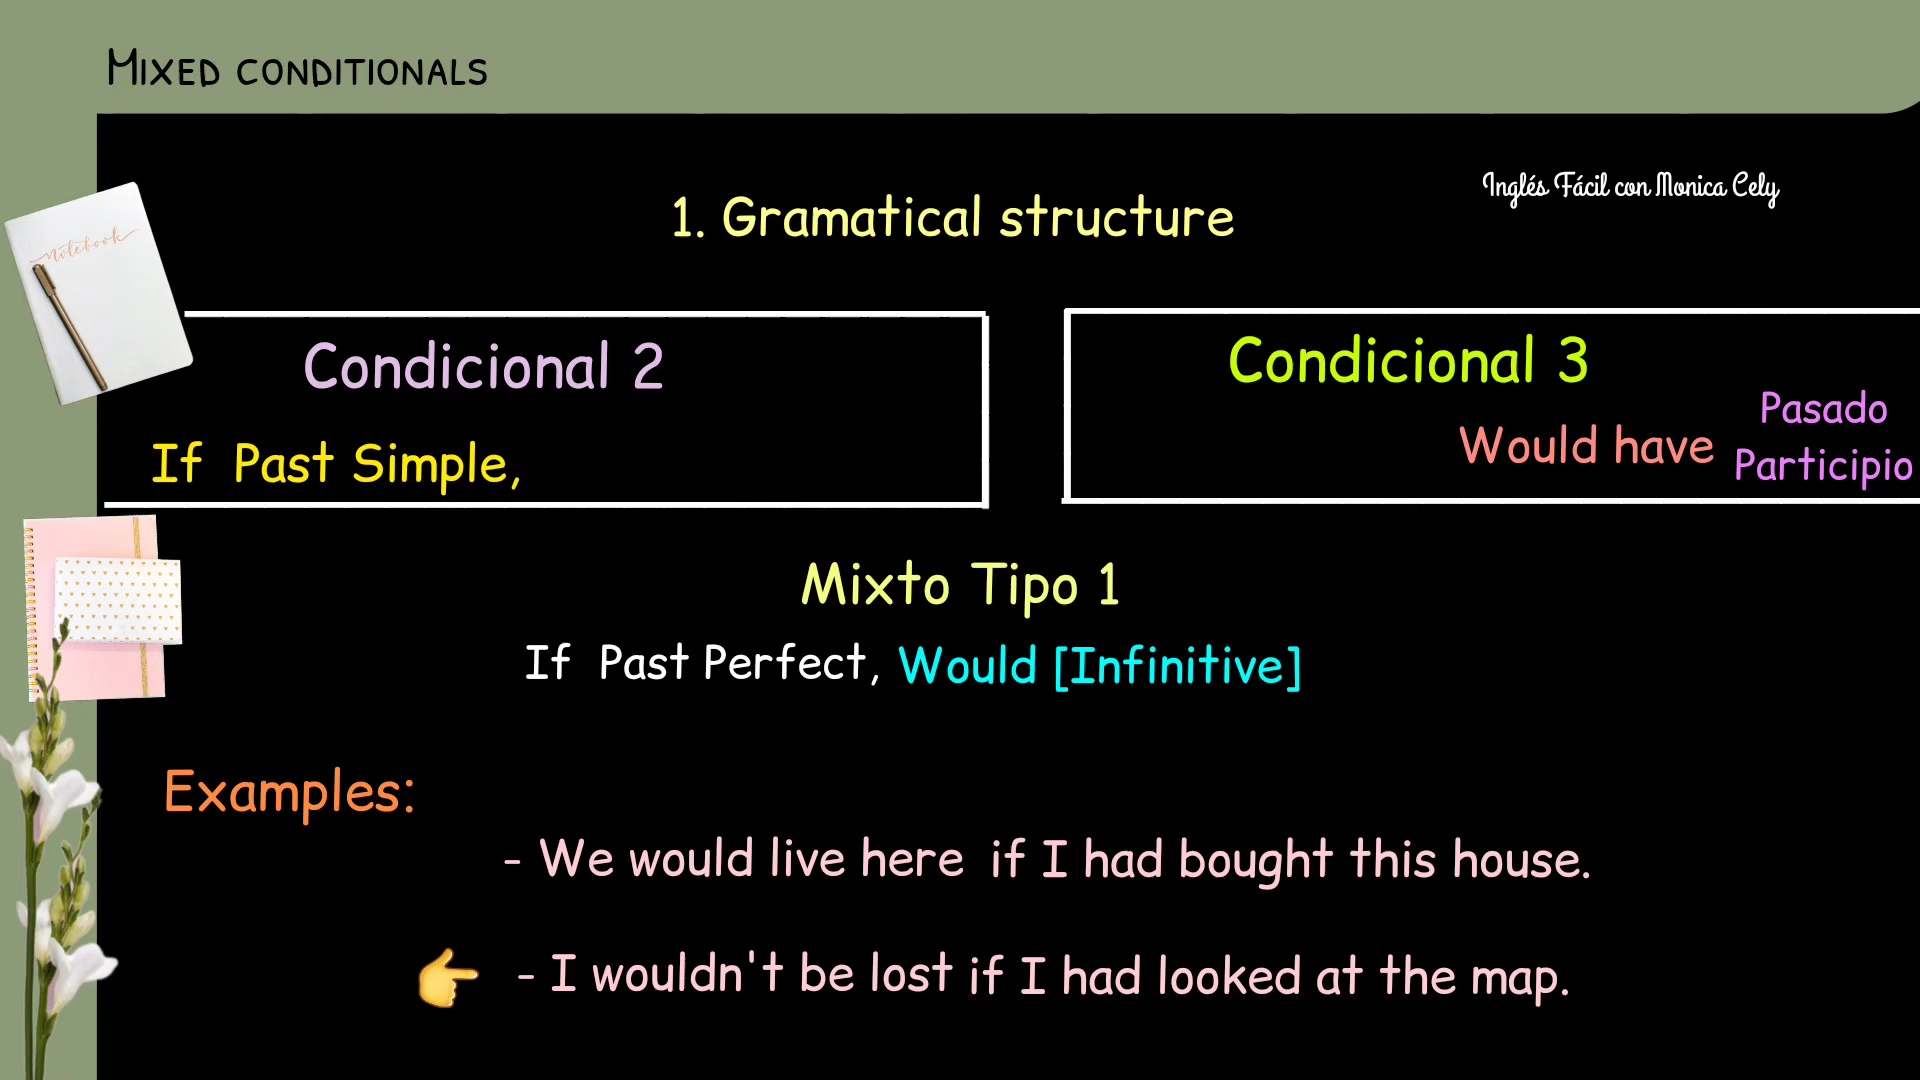 MIXED CONDITIONALS
Inglés Fácil con Monica Cely
1. Gramatical structure
notebook
Condicional 2
If Past Simple,
Condicional 3
Would have Pasado
Participio
Mixto Tipo 1
If Past Perfect, Would [Infinitive]
Examples:
- We would live here if I had bought this house.
- I wouldn't be lost if I had looked at the map.